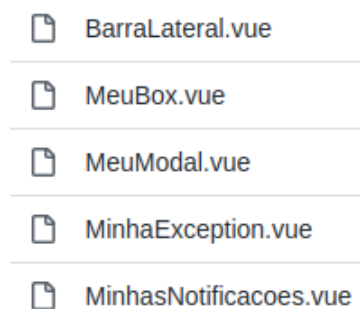 BarraLateral.vue
MeuBox.vue
MeuModal.vue
MinhaException.vue
MinhasNotificacoes.vue